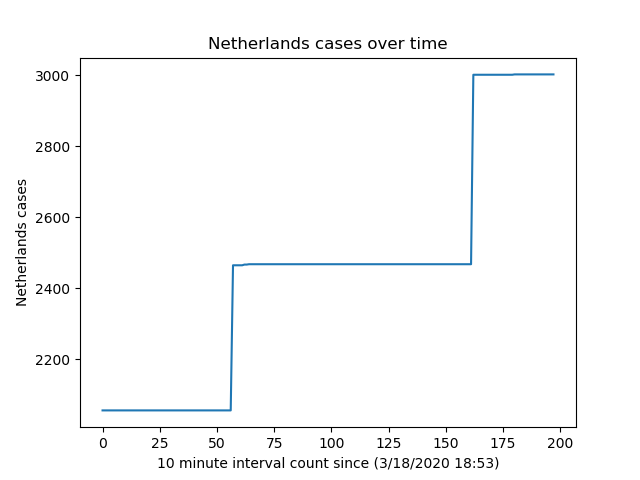 Netherlands cases over time
3000
2800
2600
2400
2200
Netherlands cases
0 25 50 75 100 125 150 175 200
10 minute interval count since (3/18/2020 18:53)